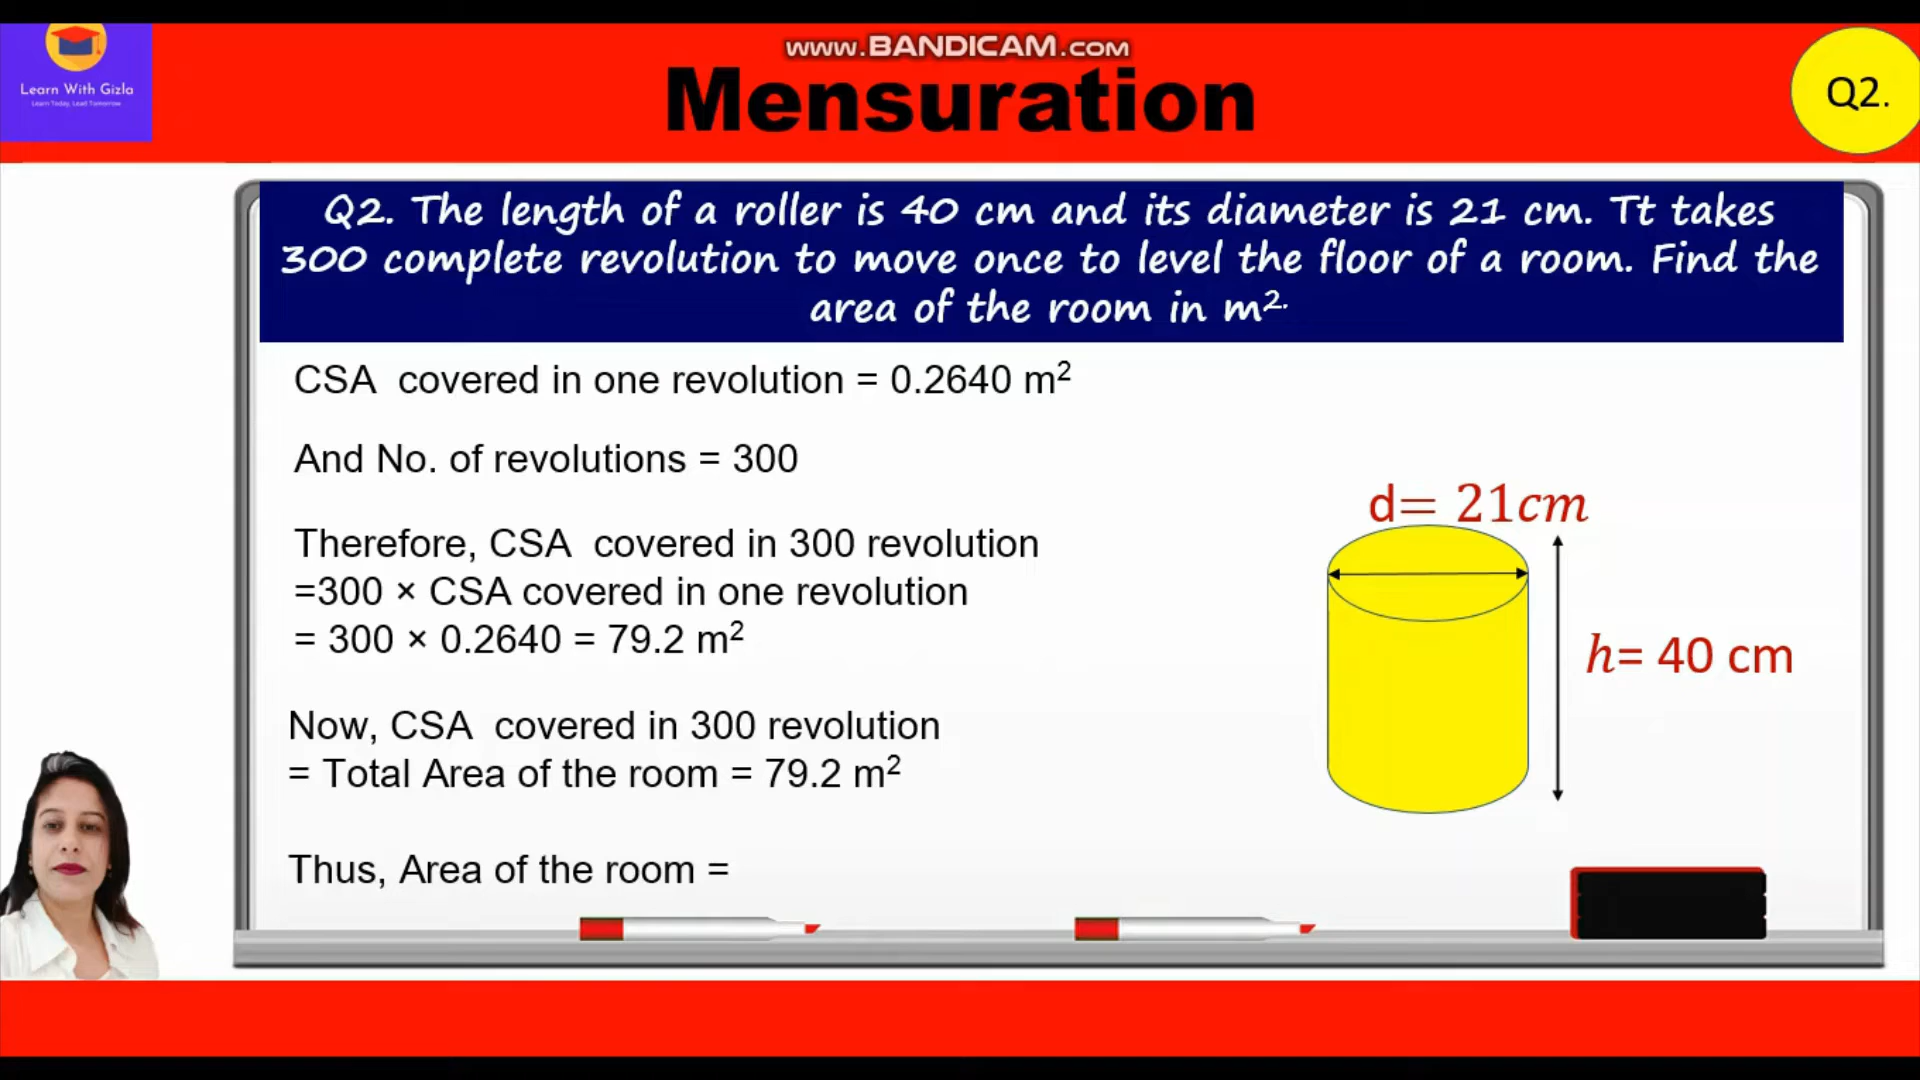 www.BANDICAM.com
Learn With Gizla
Learn Today, Lead Tomorrow
Mensuration
Q2.
Q2. The length of a roller is 40 cm and its diameter is 21 cm. Tt takes
300 complete revolution to move once to level the floor of a room. Find the
area of the room in m².
CSA covered in one revolution = 0.2640 m²
And No. of revolutions = 300
Therefore, CSA covered in 300 revolution
=300 × CSA covered in one revolution
= 300 × 0.2640 = 79.2 m²
Now, CSA covered in 300 revolution
= Total Area of the room = 79.2 m²
Thus, Area of the room =
d= 21cm
h= 40 cm